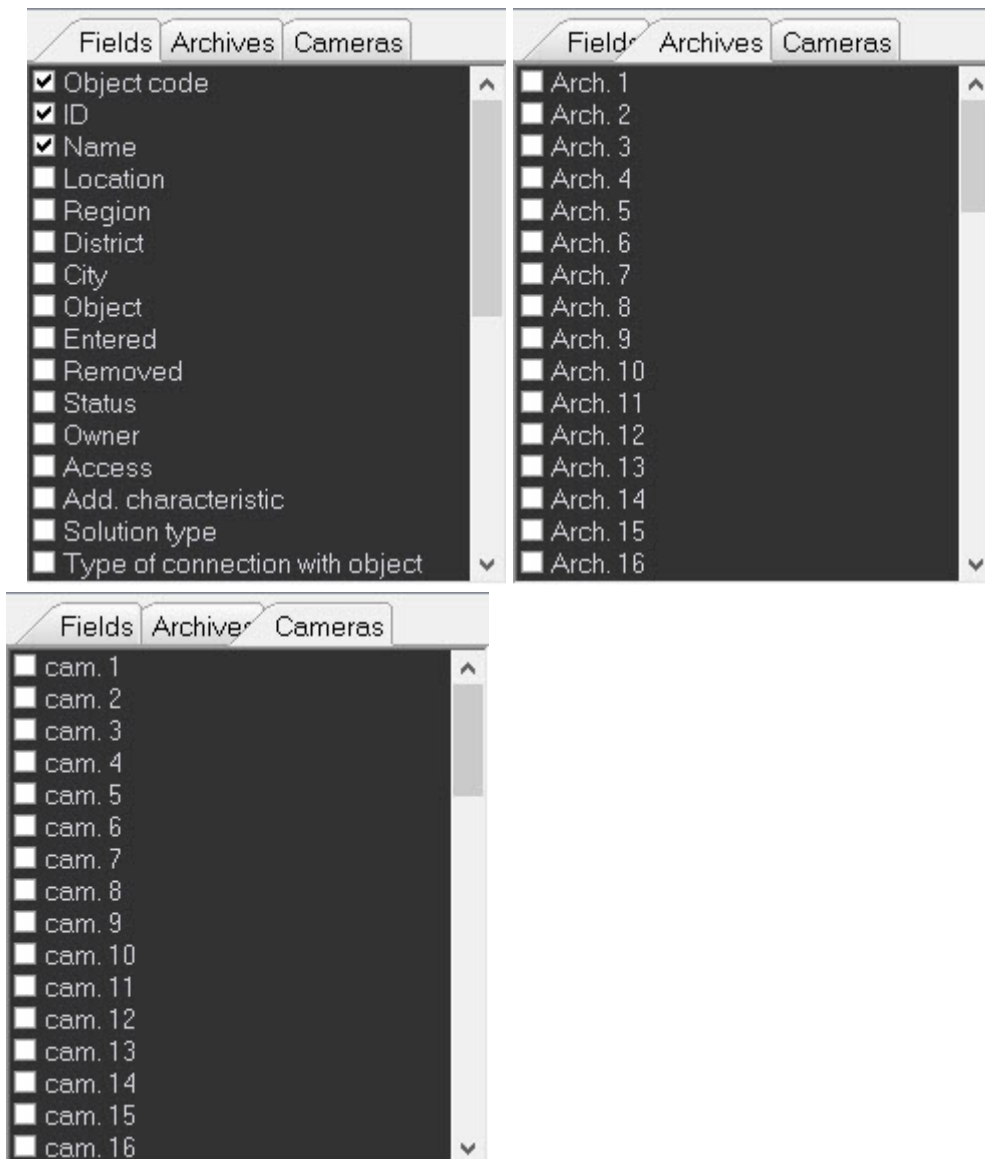 Fields Archives Cameras
Object code
ID
Name
Location
Region
District
City
Object
Entered
Removed
Status
Owner
Access
Add. characteristic
Solution type
Type of connection with object
Fields Archives Cameras
Arch. 1
Arch. 2
Arch. 3
Arch. 4
Arch. 5
Arch. 6
Arch. 7
Arch. 8
Arch. 9
Arch. 10
Arch. 11
Arch. 12
Arch. 13
Arch. 14
Arch. 15
Arch. 16
Fields Archives Cameras
cam. 1
cam. 2
cam. 3
cam. 4
cam. 5
cam. 6
cam. 7
cam. 8
cam. 9
cam. 10
cam. 11
cam. 12
cam. 13
cam. 14
cam. 15
cam. 16